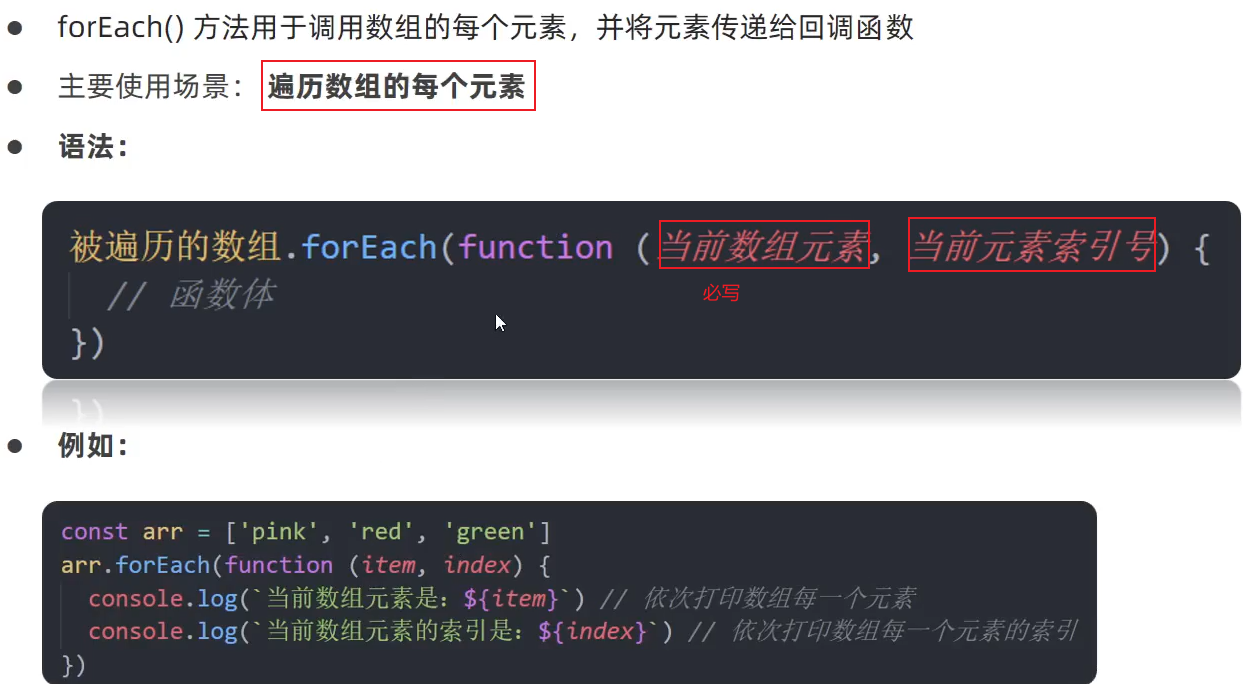 forEach() 方法用于调用数组的每个元素，并将元素传递给回调函数
主要使用场景： 遍历数组的每个元素
语法：
被遍历的数组.forEach(function (当前数组元素, 当前元素索引号) {
// 函数体
})
必写
例如：
const arr = ['pink', 'red', 'green']
arr.forEach(function (item, index) {
console.log(`当前数组元素是：${item}`) // 依次打印数组每一个元素
console.log(`当前数组元素的索引是：${index}`) // 依次打印数组每一个元素的索引
})